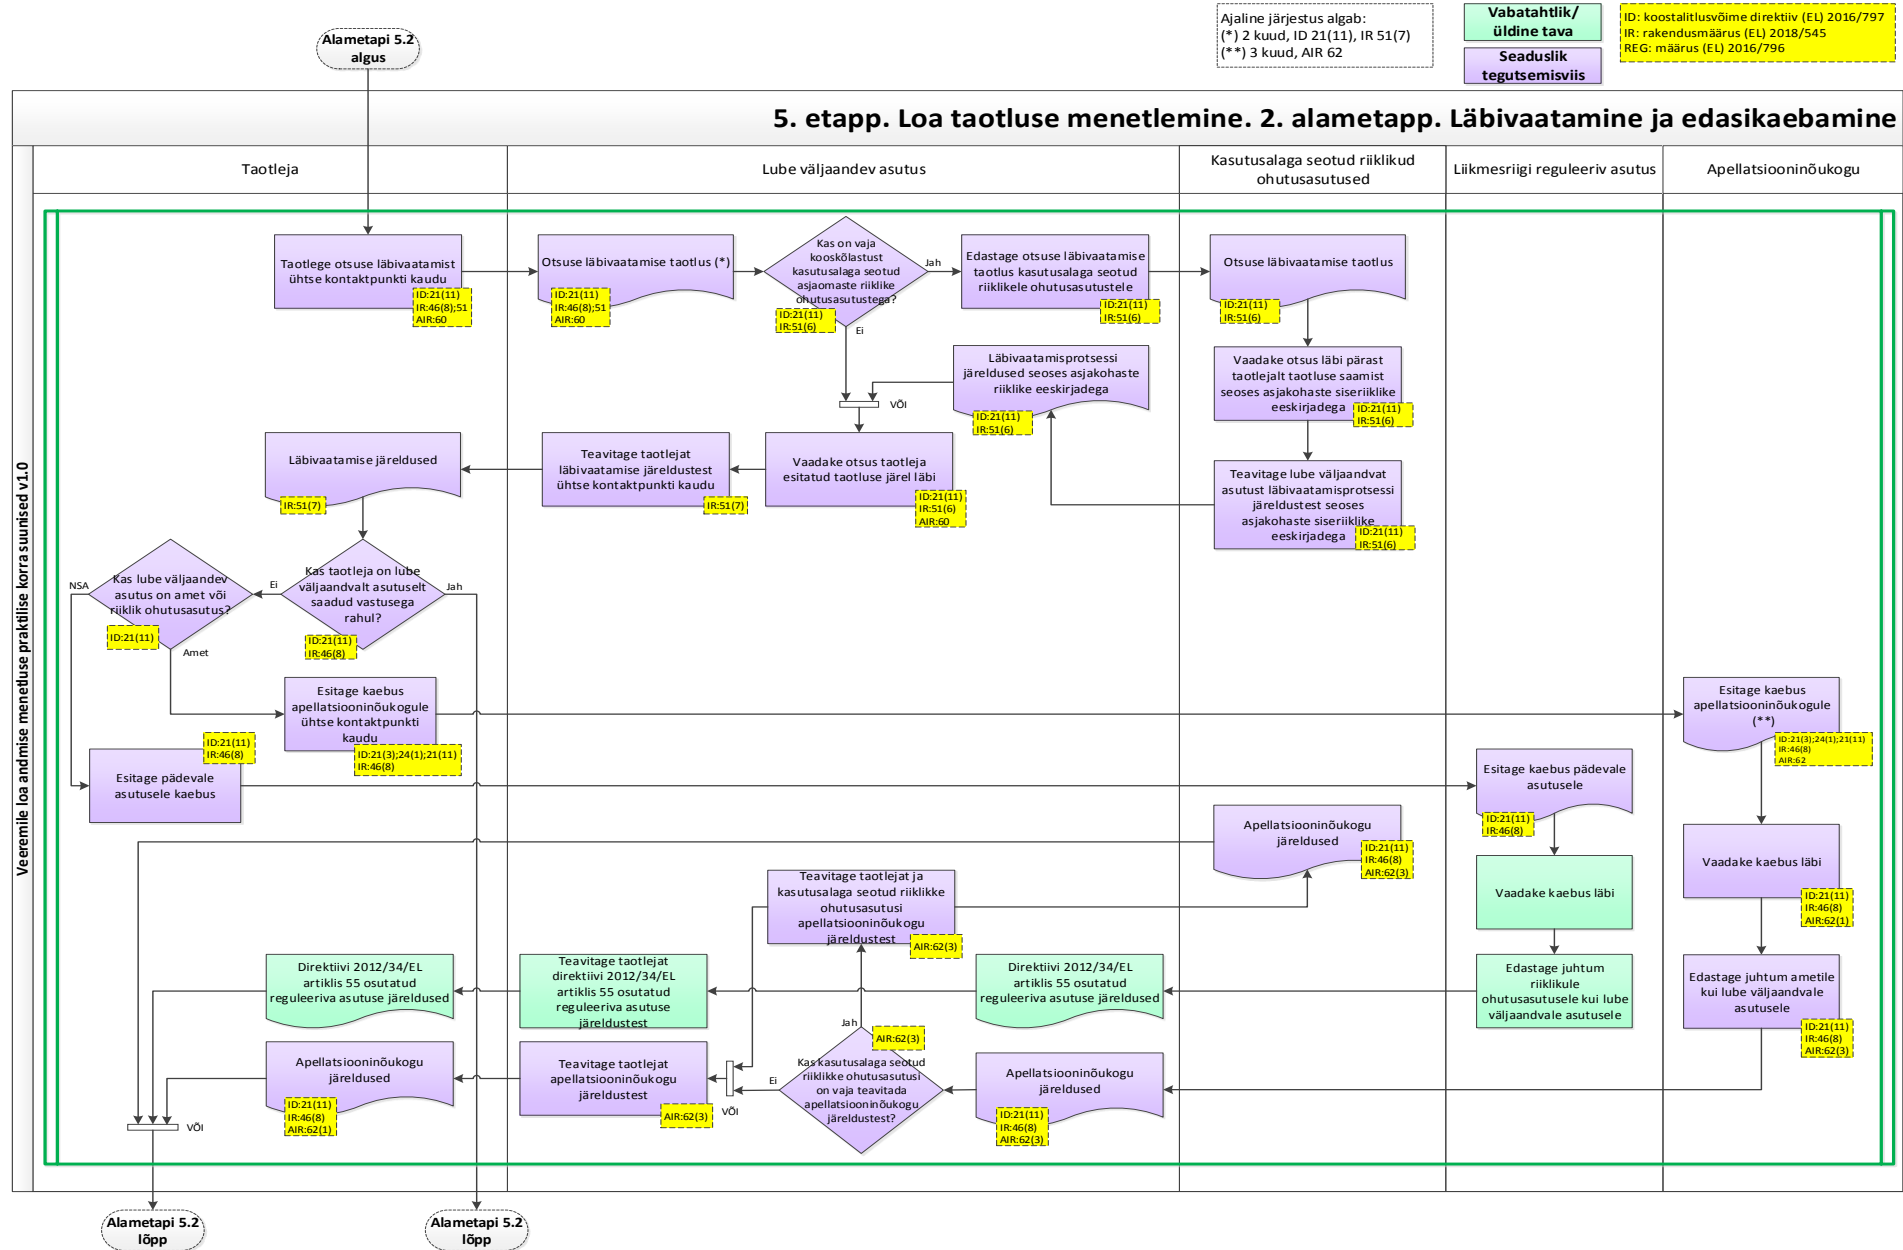 Ajaline järjestus algab:
(*) 2 kuud, ID 21(11), IR 51(7)
(**) 3 kuud, AIR 62
Vabatahtlik/
üldine tava
Seaduslik
tegutsemisviis
ID: koostalitlusvõime direktiiv (EL) 2016/797
IR: rakendusmäärus (EL) 2018/545
REG: määrus (EL) 2016/796
Alametapi 5.2
algus
5. etapp. Loa taotluse menetlemine. 2. alametapp. Läbivaatamine ja edasikaebamine
Veeremile loa andmise menetluse praktilise korra suunised v1.0
Taotleja
Lube väljaandev asutus
Kasutusalaga seotud riiklikud
ohutusasutused
Liikmesriigi reguleeriv asutus
Apellatsiooninõukogu
Taotlege otsuse läbivaatamist
ühtse kontaktpunkti kaudu
ID:21(11)
IR:46(8);51
AIR:60
Otsuse läbivaatamise taotlus (*)
ID:21(11)
IR:46(8);51
AIR:60
Kas on vaja
kooskõlastust
kasutusalaga seotud
asjaomaste riiklike
ohutusasutustega?
ID:21(11)
IR:51(6)
Jah
Ei
Edastage otsuse läbivaatamise
taotlus kasutusalaga seotud
riiklikele ohutusasutustele
ID:21(11)
IR:51(6)
Otsuse läbivaatamise taotlus
ID:21(11)
IR:51(6)
Läbivaatamisprotsessi
järeldused seoses asjakohaste
riiklike eeskirjadega
ID:21(11)
IR:51(6)
VÕI
Vaadake otsus läbi pärast
taotlejalt taotluse saamist
seoses asjakohaste siseriiklike
eeskirjadega
ID:21(11)
IR:51(6)
Läbivaatamise järeldused
IR:51(7)
Teavitage taotlejat
läbivaatamise järeldustest
ühtse kontaktpunkti kaudu
IR:51(7)
Vaadake otsus taotleja
esitatud taotluse järel läbi
ID:21(11)
IR:51(6)
AIR:60
Teavitage lube väljaandvat
asutust läbivaatamisprotsessi
järeldustest seoses
asjakohaste siseriiklike
eeskirjadega
ID:21(11)
IR:51(6)
NSA
Kas lube väljaandev
asutus on amet või
riiklik ohutusasutus?
ID:21(11)
Amet
Ei
Kas taotleja on lube
väljaandvalt asutuselt
saadud vastusega
rahul?
ID:21(11)
IR:46(8)
Jah
Esitage kaebus
apellatsiooninõukogule
ühtse kontaktpunkti
kaudu
ID:21(3);24(1);21(11)
IR:46(8)
Esitage kaebus
apellatsiooninõukogule
(**)
ID:21(3);24(1);21(11)
IR:46(8)
AIR:62
ID:21(11)
IR:46(8)
Esitage pädevale
asutusele kaebus
Esitage kaebus pädevale
asutusele
ID:21(11)
IR:46(8)
Apellatsiooninõukogu
järeldused
ID:21(11)
IR:46(8)
AIR:62(3)
Vaadake kaebus läbi
Vaadake kaebus läbi
ID:21(11)
IR:46(8)
AIR:62(1)
Teavitage taotlejat ja
kasutusalaga seotud riiklikke
ohutusasutusi
apellatsiooninõukogu
järeldustest
AIR:62(3)
Direktiivi 2012/34/EL
artiklis 55 osutatud
reguleeriva asutuse järeldused
Teavitage taotlejat
direktiivi 2012/34/EL
artiklis 55 osutatud
reguleeriva asutuse
järeldustest
Direktiivi 2012/34/EL
artiklis 55 osutatud
reguleeriva asutuse järeldused
Edastage juhtum
riiklikule
ohutusasutusele kui lube
väljaandvale asutusele
Edastage juhtum ametile
kui lube väljaandvale
asutusele
ID:21(11)
IR:46(8)
AIR:62(3)
Jah
AIR:62(3)
Apellatsiooninõukogu
järeldused
ID:21(11)
IR:46(8)
AIR:62(1)
Teavitage taotlejat
apellatsiooninõukogu
järeldustest
AIR:62(3)
VÕI
Ei
Kas kasutusalaga seotud
riiklikke ohutusasutusi
on vaja teavitada
apellatsiooninõukogu
järeldustest?
Apellatsiooninõukogu
järeldused
ID:21(11)
IR:46(8)
AIR:62(3)
VÕI
Alametapi 5.2
lõpp
Alametapi 5.2
lõpp